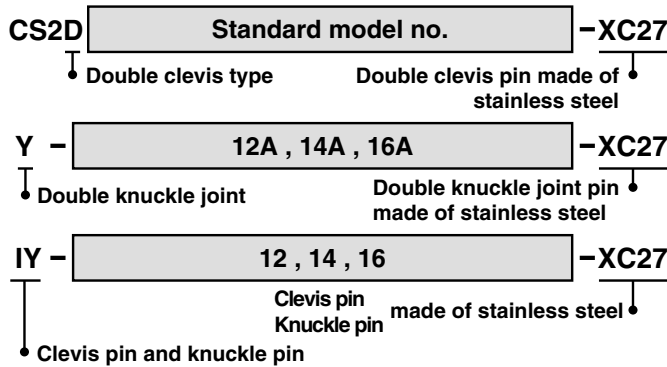 CS2D Standard model no. –XC27
Double clevis type
Double clevis pin made of
stainless steel
Y – 12A , 14A , 16A –XC27
Double knuckle joint
Double knuckle joint pin
made of stainless steel
IY – 12 , 14 , 16 –XC27
Clevis pin
Knuckle pin
made of stainless steel
Clevis pin and knuckle pin